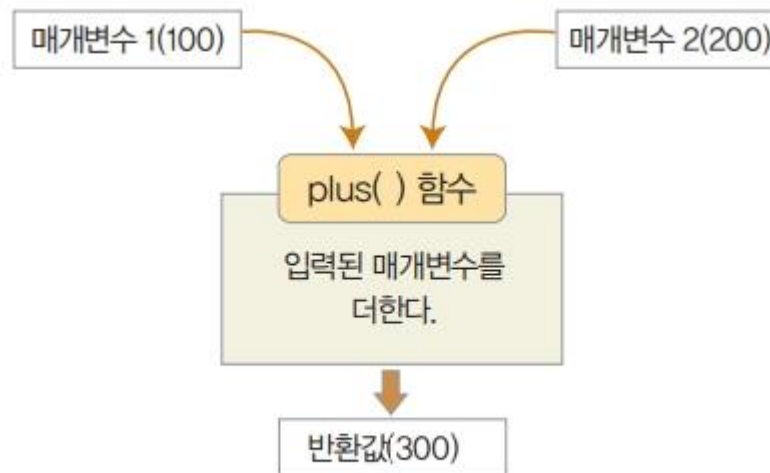 매개변수 1(100)
매개변수 2(200)
plus( ) 함수
입력된 매개변수를
더한다.
반환값(300)